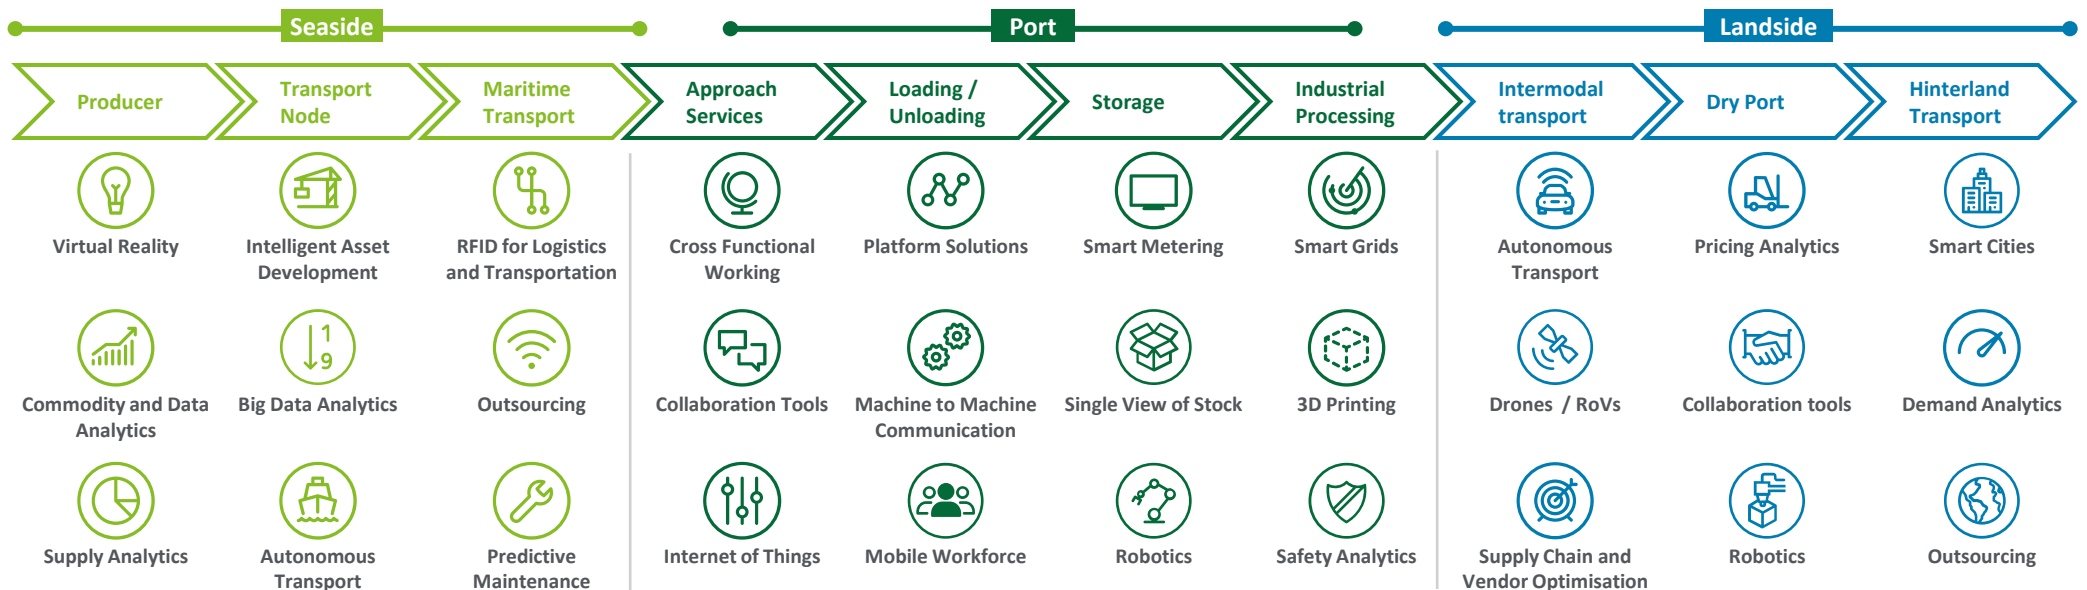 Seaside
Port
Landside
Producer
Transport
Node
Maritime
Transport
Approach
Services
Loading /
Unloading
Storage
Industrial
Processing
Intermodal
transport
Dry Port
Hinterland
Transport
Virtual Reality
Intelligent Asset
Development
RFID for Logistics
and Transportation
Cross Functional
Working
Platform Solutions
Smart Metering
Smart Grids
Autonomous
Transport
Pricing Analytics
Smart Cities
1
9
Commodity and Data
Analytics
Big Data Analytics
Outsourcing
Collaboration Tools
Machine to Machine
Communication
Single View of Stock
3D Printing
Drones / RoVs
Collaboration tools
Demand Analytics
Supply Analytics
Autonomous
Transport
Predictive
Maintenance
Internet of Things
Mobile Workforce
Robotics
Safety Analytics
Supply Chain and
Vendor Optimisation
Robotics
Outsourcing